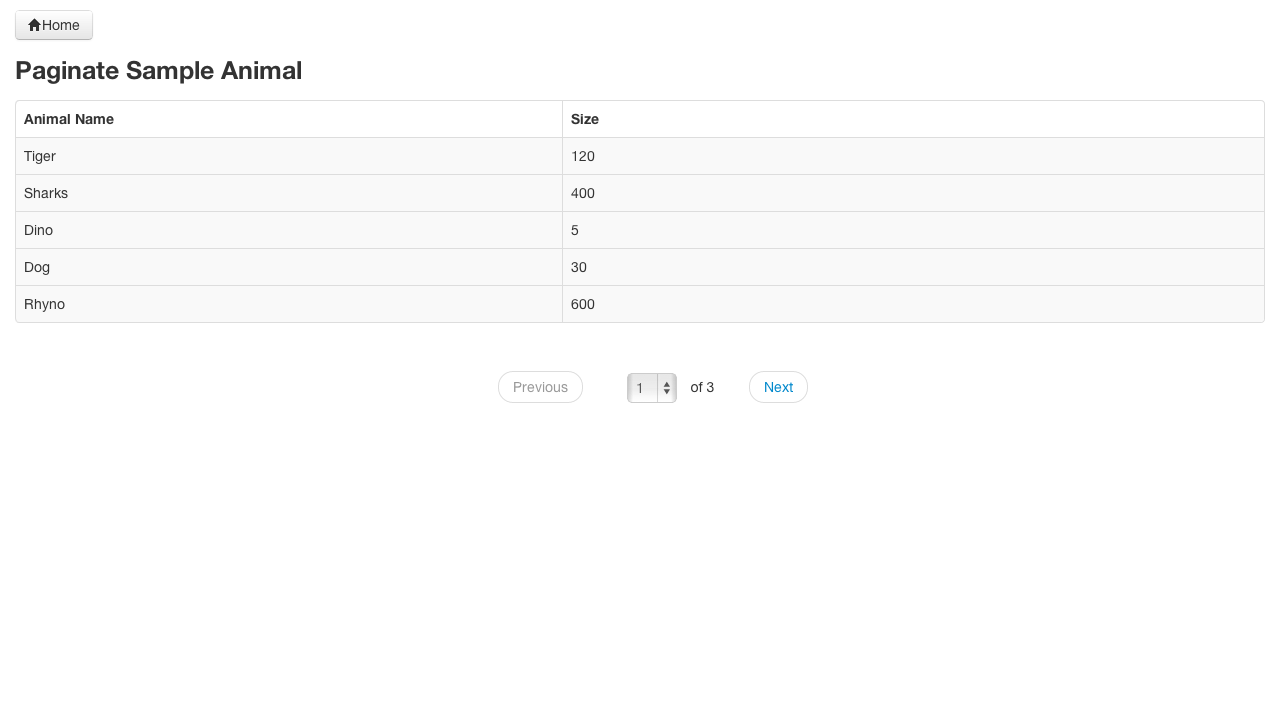 Home
Paginate Sample Animal
Animal Name Size
Tiger 120
Sharks 400
Dino 5
Dog 30
Rhyno 600
Previous 1 of 3 Next